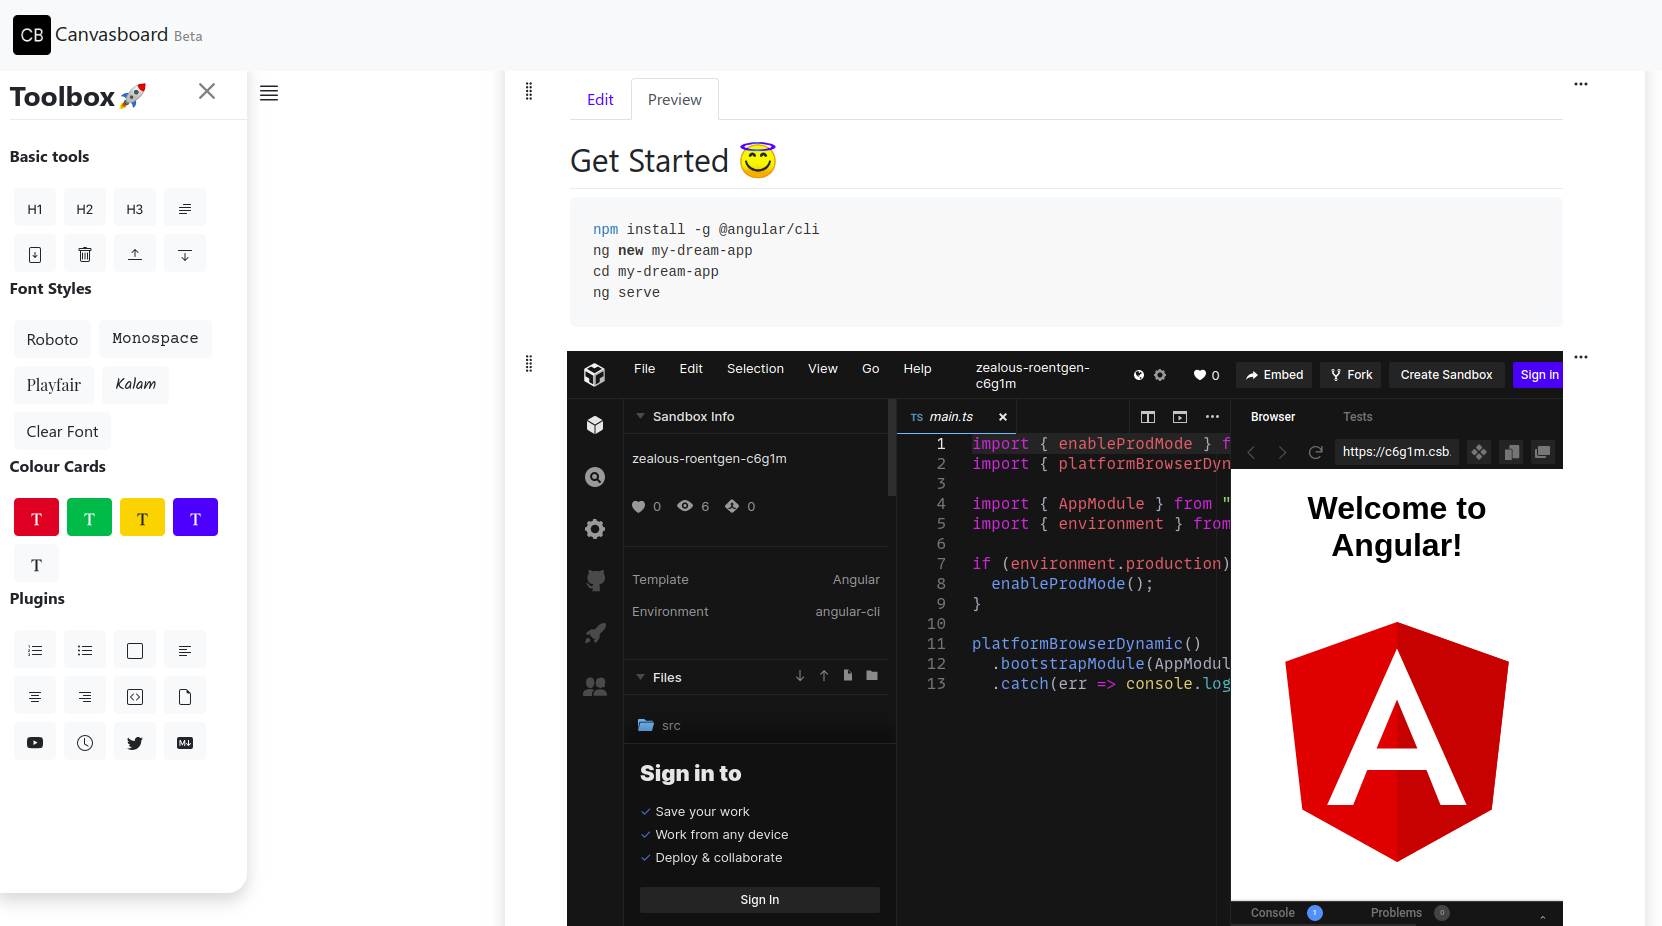 CB Canvasboard Beta
Toolbox🚀
Basic tools
H1 H2 H3
Font Styles
Roboto Monospace
Playfair Kalam
Clear Font
Colour Cards
T T T T
T
Plugins
Edit Preview
Get Started 😇
npm install -g @angular/cli
ng new my-dream-app
cd my-dream-app
ng serve
File Edit Selection View Go Help
zealous-roentgen-
c6g1m
0 Embed Fork Create Sandbox Sign in
Sandbox Info
zealous-roentgen-c6g1m
0 6 0
Template Angular
Environment angular-cli
Files
src
Sign in to
✓ Save your work
✓ Work from any device
✓ Deploy & collaborate
Sign In
TS main.ts ×
1 import { enableProdMode } f
2 import { platformBrowserDyn
3
4 import { AppModule } from "
5 import { environment } from
6
7 if (environment.production)
8 enableProdMode();
9 }
10
11 platformBrowserDynamic()
12 .bootstrapModule(AppModul
13 .catch(err => console.log
Browser Tests
https://c6g1m.csb.
Welcome to
Angular!
A
Console 1 Problems 0